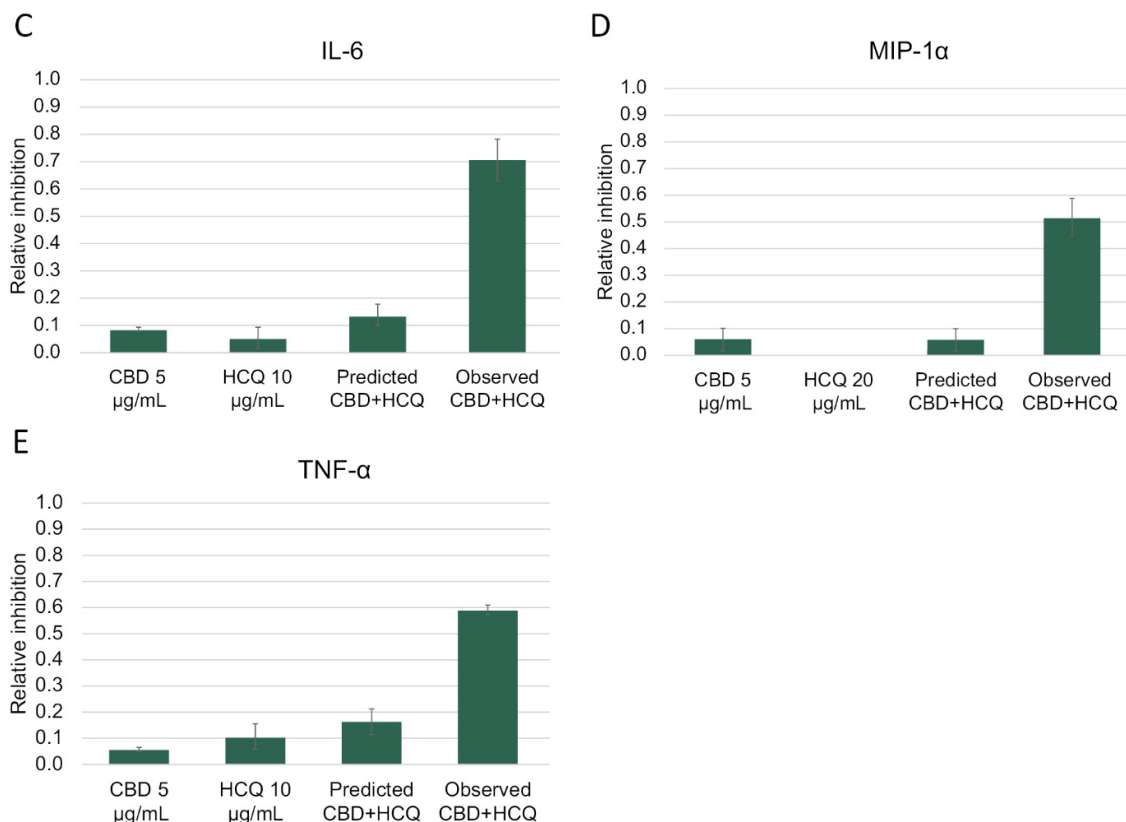 C
IL-6
Relative inhibition
1.0
0.9
0.8
0.7
0.6
0.5
0.4
0.3
0.2
0.1
0.0
CBD 5 HCQ 10 Predicted Observed
µg/mL µg/mL CBD+HCQ CBD+HCQ
D
MIP-1α
Relative inhibition
1.0
0.9
0.8
0.7
0.6
0.5
0.4
0.3
0.2
0.1
0.0
CBD 5 HCQ 20 Predicted Observed
µg/mL µg/mL CBD+HCQ CBD+HCQ
E
TNF-α
Relative inhibition
1.0
0.9
0.8
0.7
0.6
0.5
0.4
0.3
0.2
0.1
0.0
CBD 5 HCQ 10 Predicted Observed
µg/mL µg/mL CBD+HCQ CBD+HCQ